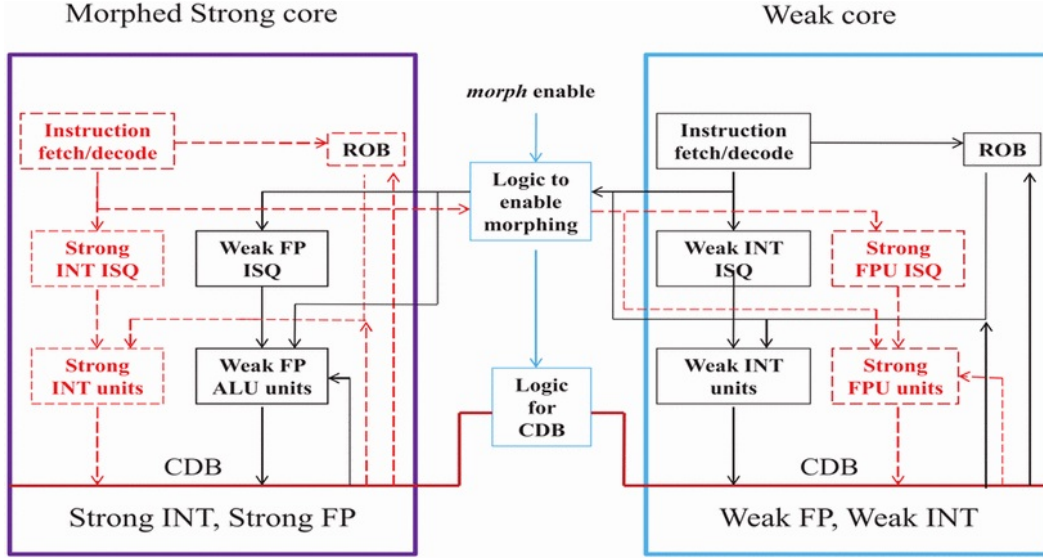 Morphed Strong core
Weak core
morph enable
Instruction
fetch/decode
ROB
Logic to
enable
morphing
Instruction
fetch/decode
ROB
Strong
INT ISQ
Weak FP
ISQ
Weak INT
ISQ
Strong
FPU ISQ
Strong
INT units
Weak FP
ALU units
Logic
for
CDB
Weak INT
units
Strong
FPU units
CDB
CDB
Strong INT, Strong FP
Weak FP, Weak INT